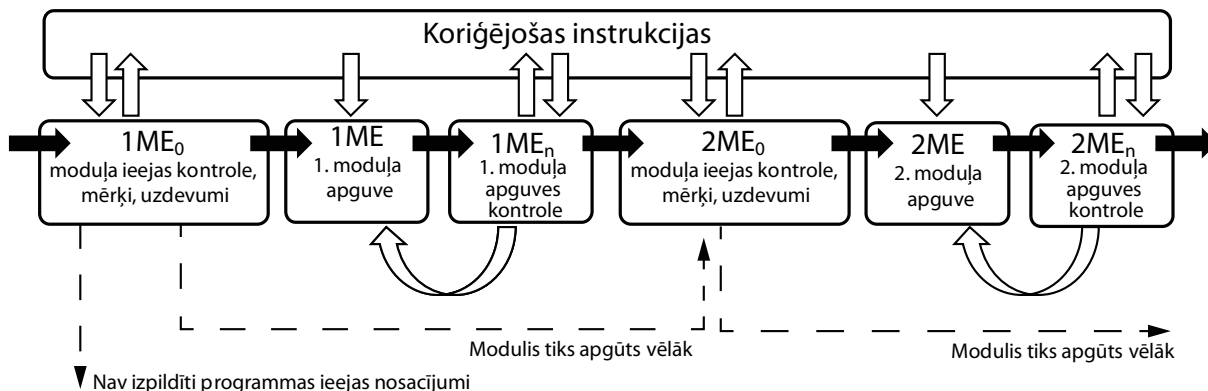 Koriģējošas instrukcijas
1ME₀
moduļa ieejas kontrole,
mērķi, uzdevumi
1ME
1. moduļa
apguve
1MEₙ
1. moduļa
apguves
kontrole
2ME₀
moduļa ieejas kontrole,
mērķi, uzdevumi
2ME
2. moduļa
apguve
2MEₙ
2. moduļa
apguves
kontrole
Modulis tiks apgūts vēlāk
Modulis tiks apgūts vēlāk
Nav izpildīti programmas ieejas nosacījumi